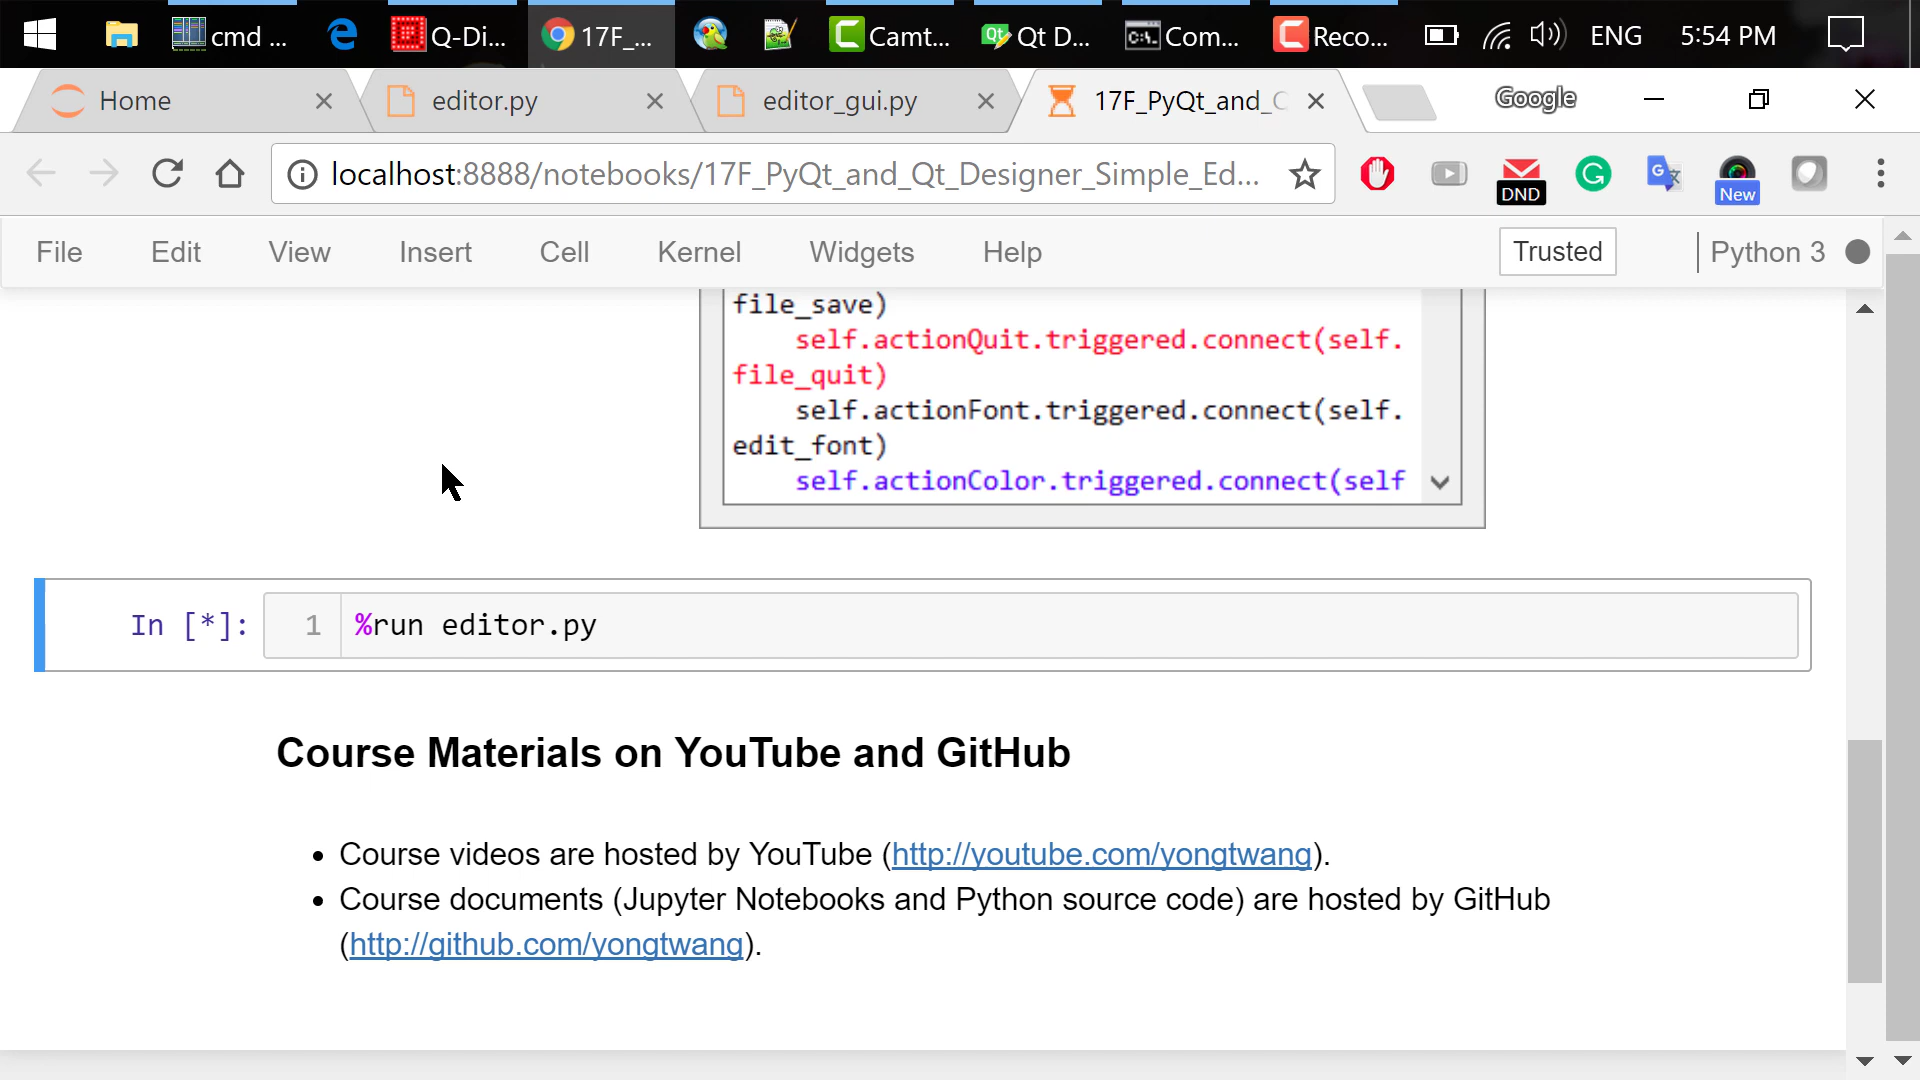 cmd ... Q-Di... 17F_... Camt... Qt D... Com... Reco... ENG 5:54 PM
Home editor.py editor_gui.py 17F_PyQt_and_ Google
localhost:8888/notebooks/17F_PyQt_and_Qt_Designer_Simple_Ed... DND New
File Edit View Insert Cell Kernel Widgets Help Trusted Python 3
file_save)
self.actionQuit.triggered.connect(self.
file_quit)
self.actionFont.triggered.connect(self.
edit_font)
self.actionColor.triggered.connect(self
In [*]: 1 %run editor.py
Course Materials on YouTube and GitHub
• Course videos are hosted by YouTube (http://youtube.com/yongtwang).
• Course documents (Jupyter Notebooks and Python source code) are hosted by GitHub
(http://github.com/yongtwang).